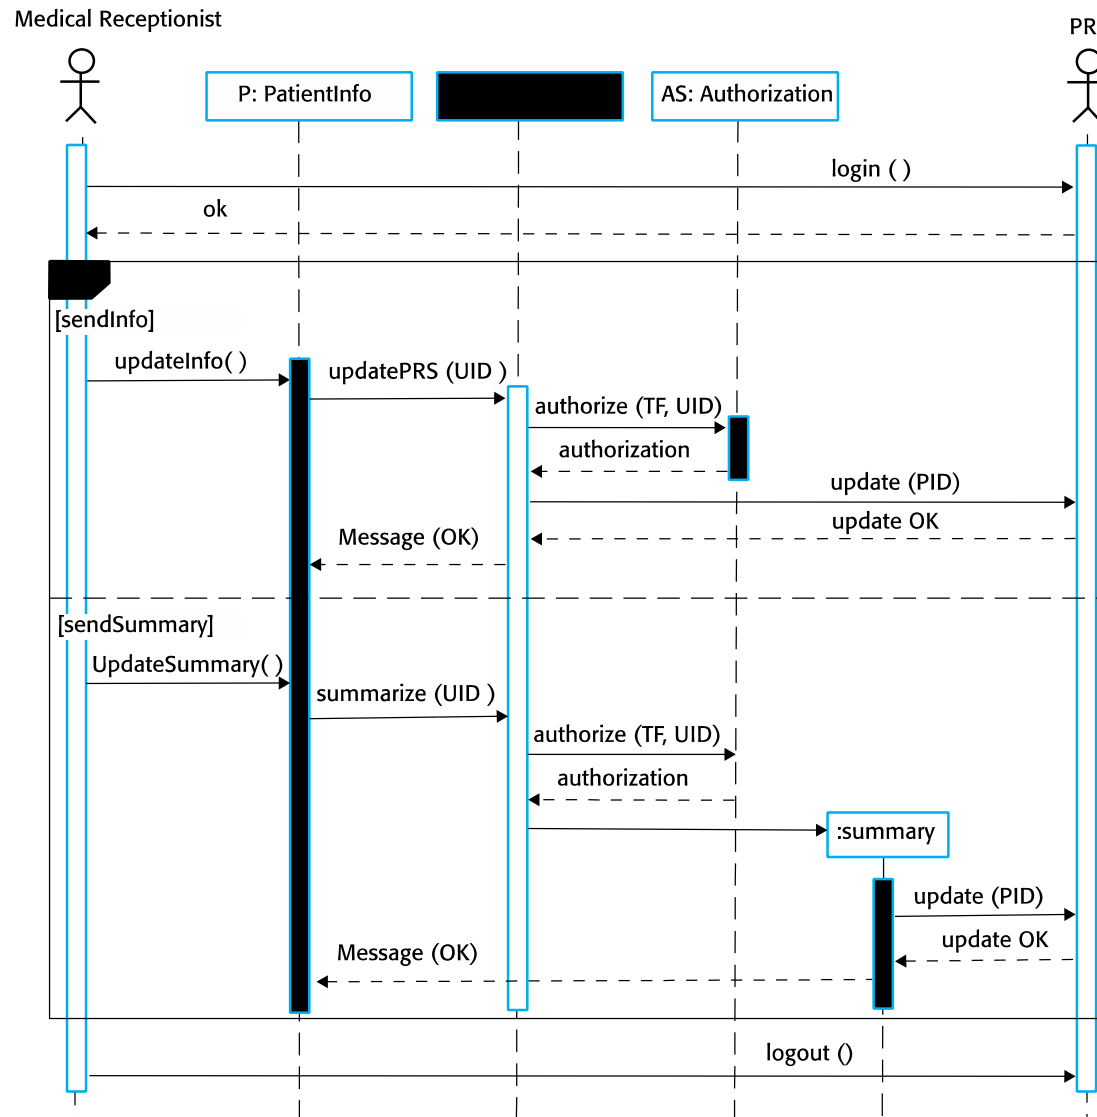 Medical Receptionist
PR
P: PatientInfo
AS: Authorization
login ( )
ok
[sendInfo]
updateInfo( )
updatePRS (UID )
authorize (TF, UID)
authorization
update (PID)
update OK
Message (OK)
[sendSummary]
UpdateSummary( )
summarize (UID )
authorize (TF, UID)
authorization
:summary
update (PID)
update OK
Message (OK)
logout ()